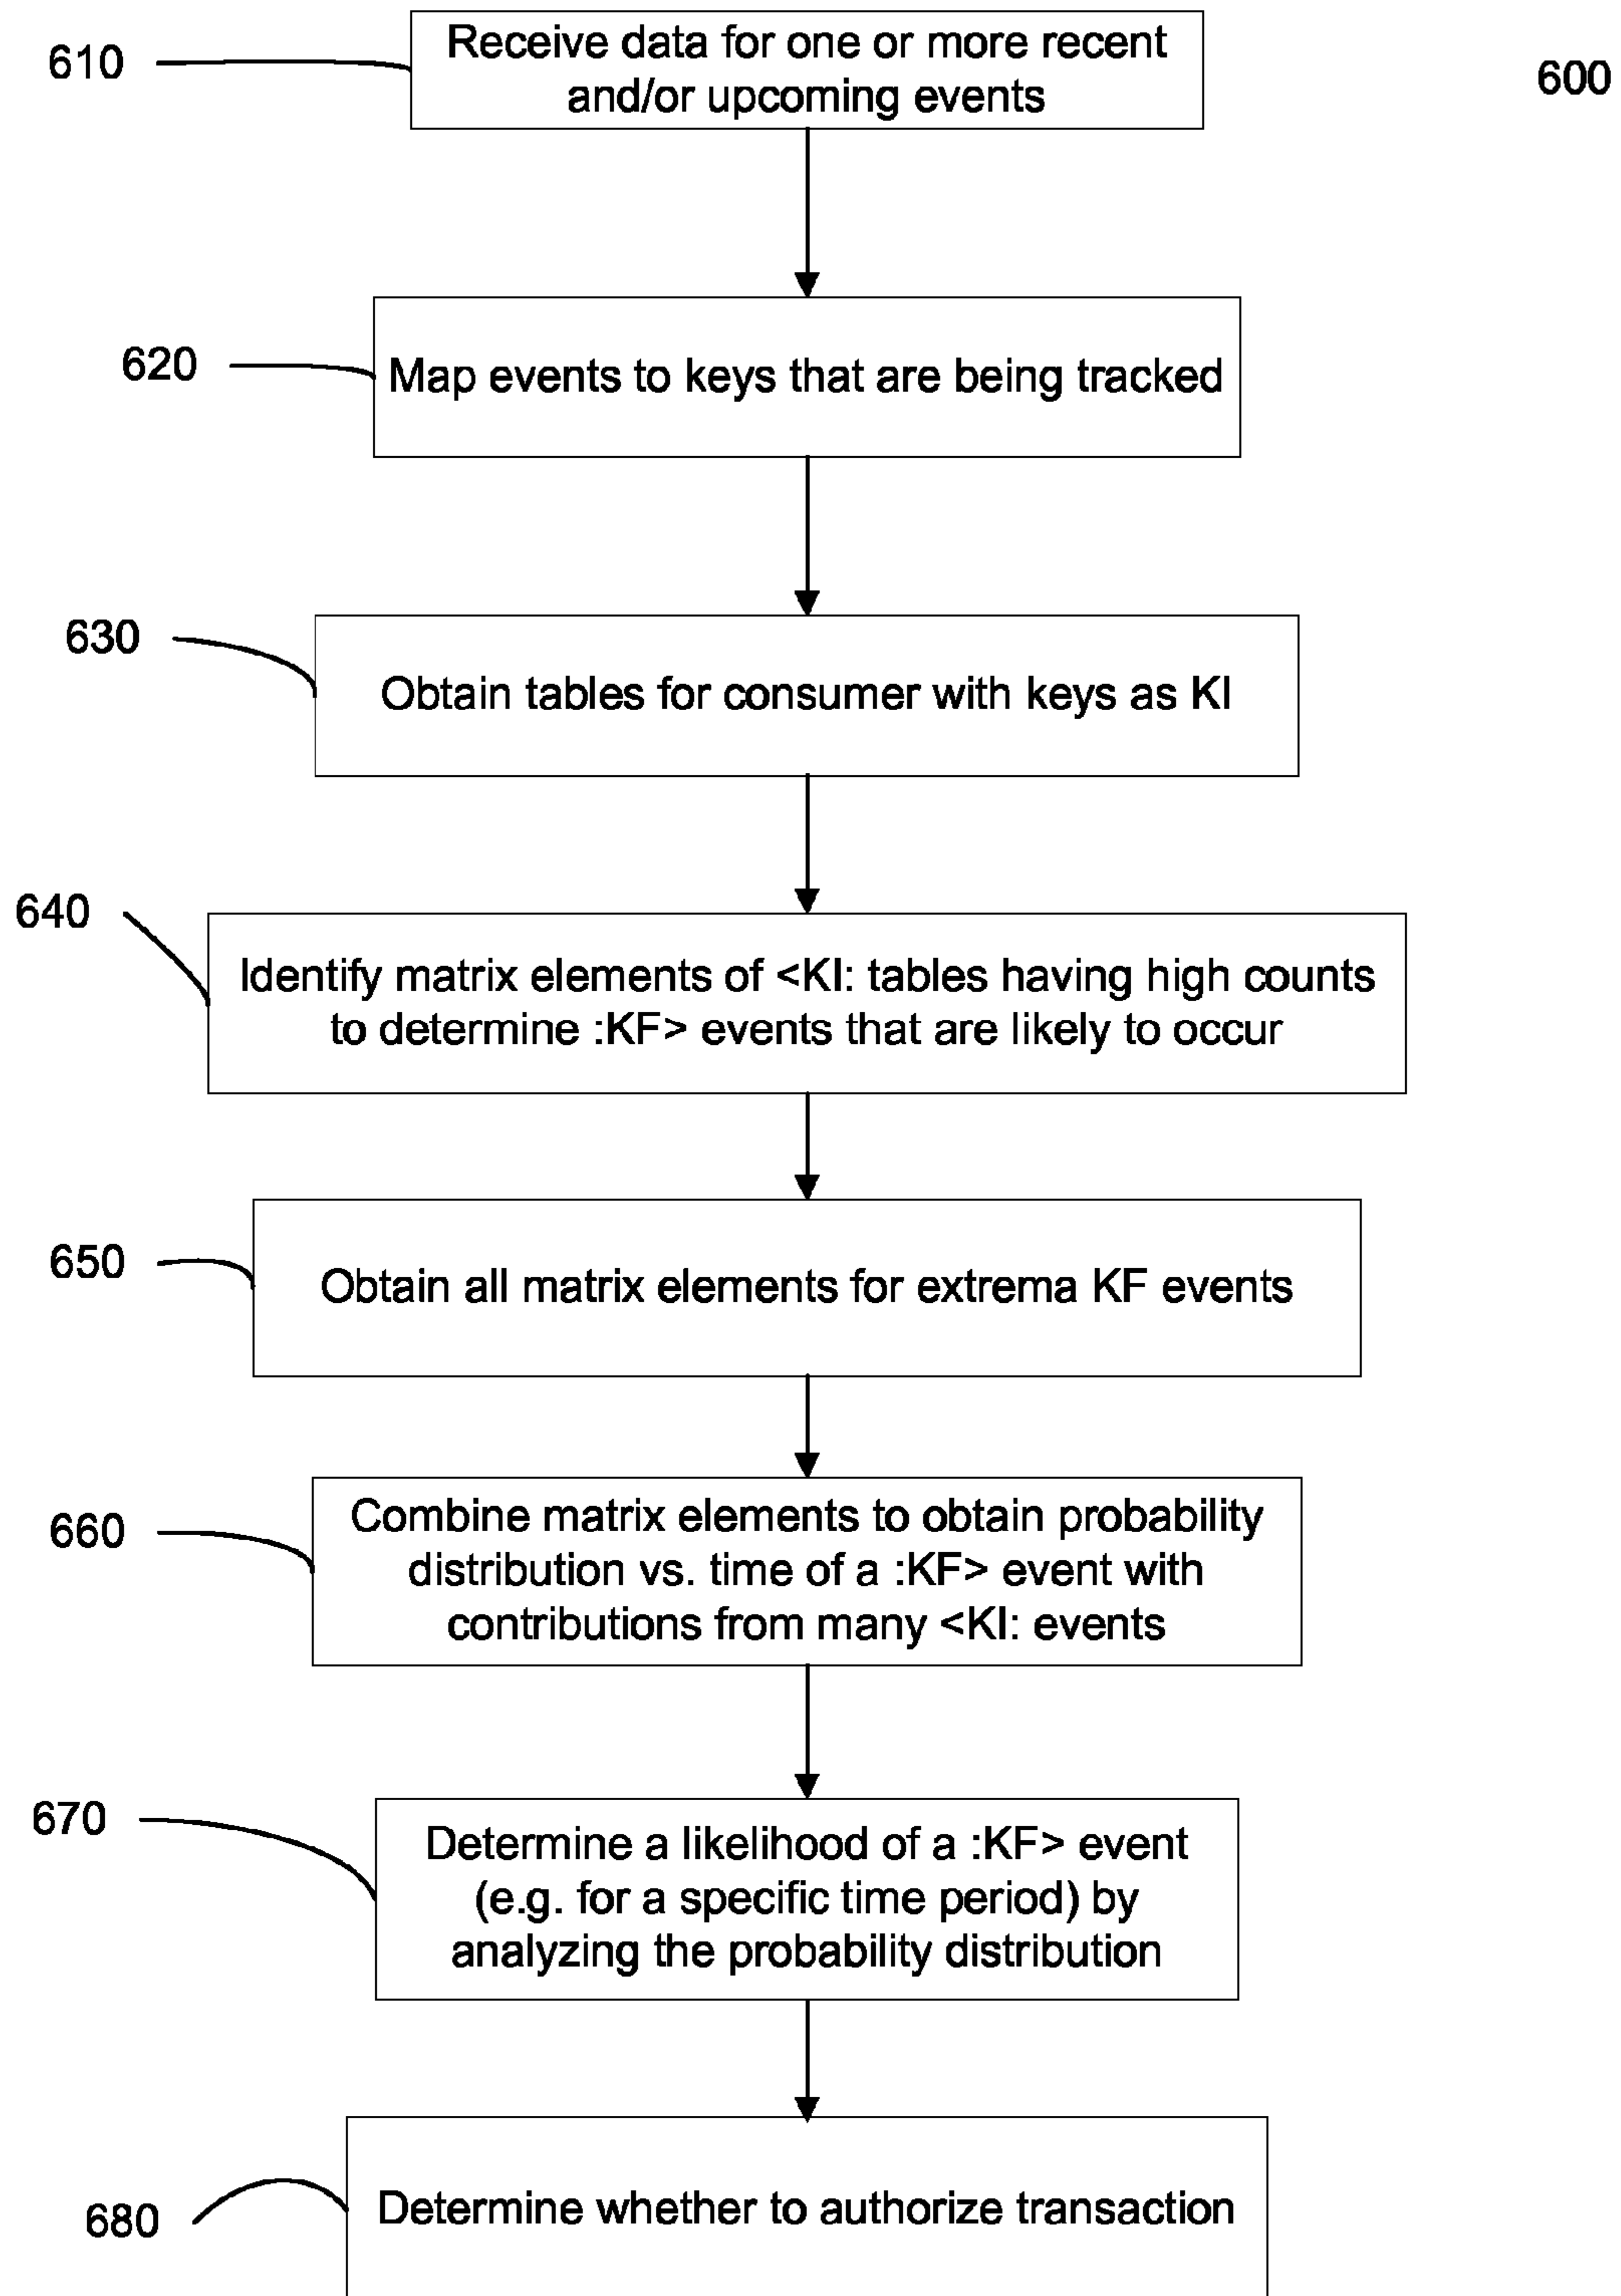 600
610
Receive data for one or more recent
and/or upcoming events
620
Map events to keys that are being tracked
630
Obtain tables for consumer with keys as KI
640
Identify matrix elements of <KI: tables having high counts
to determine :KF> events that are likely to occur
650
Obtain all matrix elements for extrema KF events
660
Combine matrix elements to obtain probability
distribution vs. time of a :KF> event with
contributions from many <KI: events
670
Determine a likelihood of a :KF> event
(e.g. for a specific time period) by
analyzing the probability distribution
680
Determine whether to authorize transaction